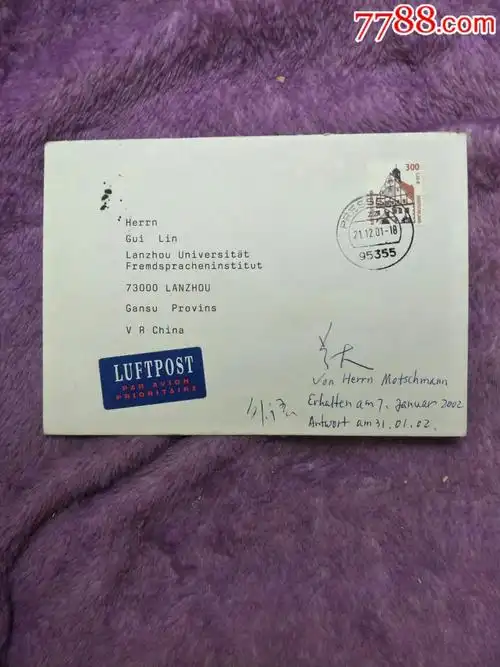 7788.com
300
PRESSE
21.12.01-18
95355
Herrn
Gui Lin
Lanzhou Universität
Fremdspracheninstitut
73000 LANZHOU
Gansu Provins
V R China
LUFTPOST
PAR AVION
PRIORITAIRE
Von Herrn Motschmann
Erhalten am 7. Januar 2002
Antwort am 31.01.02.